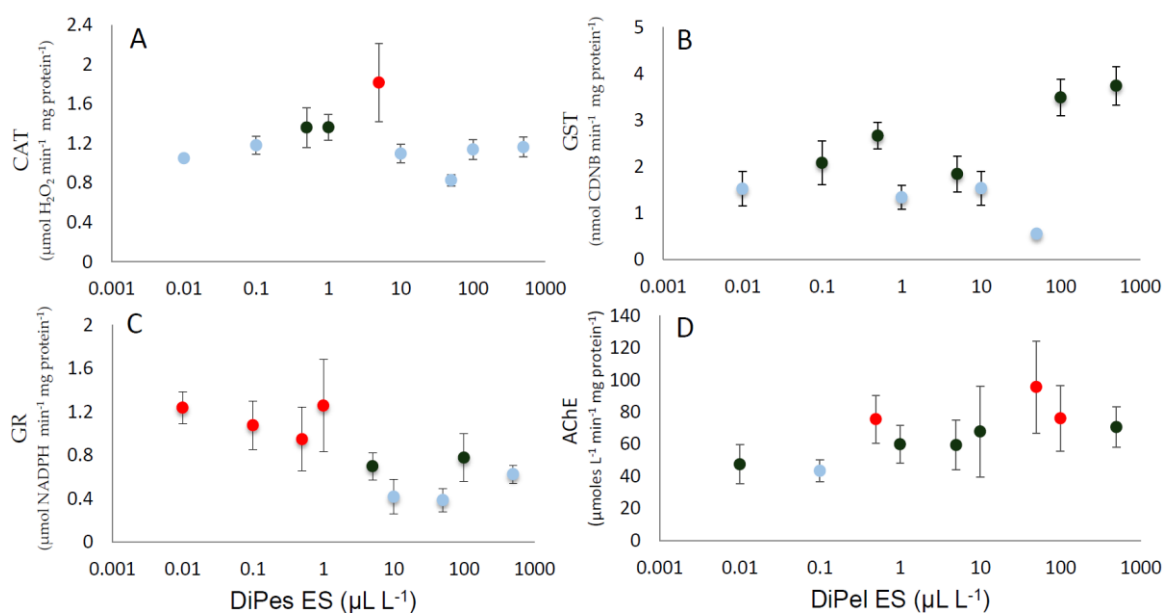 A
CAT
(µmol H₂O₂ min⁻¹ mg protein⁻¹)
2.4
2
1.6
1.2
0.8
0.4
0
0.001 0.01 0.1 1 10 100 1000
B
GST
(nmol CDNB min⁻¹ mg protein⁻¹)
5
4
3
2
1
0
0.001 0.01 0.1 1 10 100 1000
C
GR
(µmol NADPH min⁻¹ mg protein⁻¹)
2
1.6
1.2
0.8
0.4
0
0.001 0.01 0.1 1 10 100 1000
DiPes ES (µL L⁻¹)
D
AChE
(µmoles L⁻¹ min⁻¹ mg protein⁻¹)
140
120
100
80
60
40
20
0
0.001 0.01 0.1 1 10 100 1000
DiPel ES (µL L⁻¹)